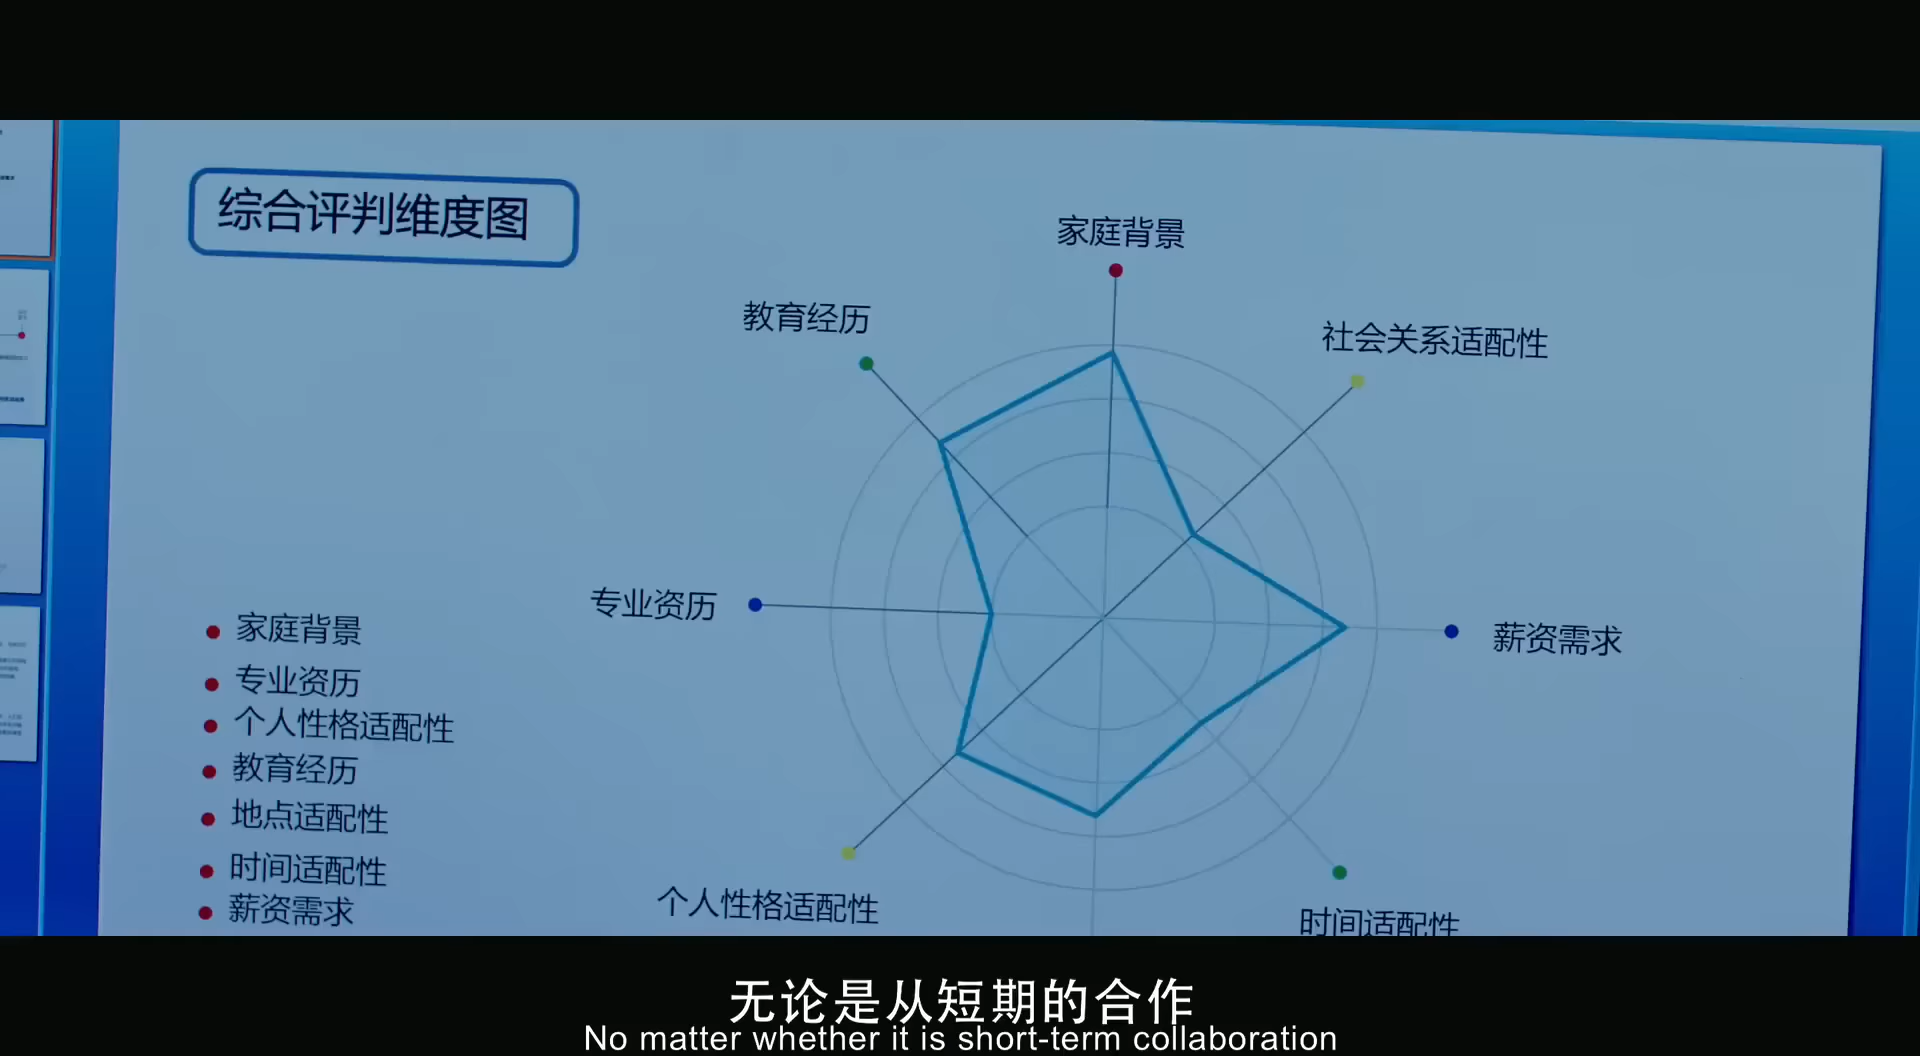 综合评判维度图
家庭背景
教育经历
社会关系适配性
专业资历
薪资需求
个人性格适配性
时间适配性
家庭背景
专业资历
个人性格适配性
教育经历
地点适配性
时间适配性
薪资需求
无论是从短期的合作
No matter whether it is short-term collaboration